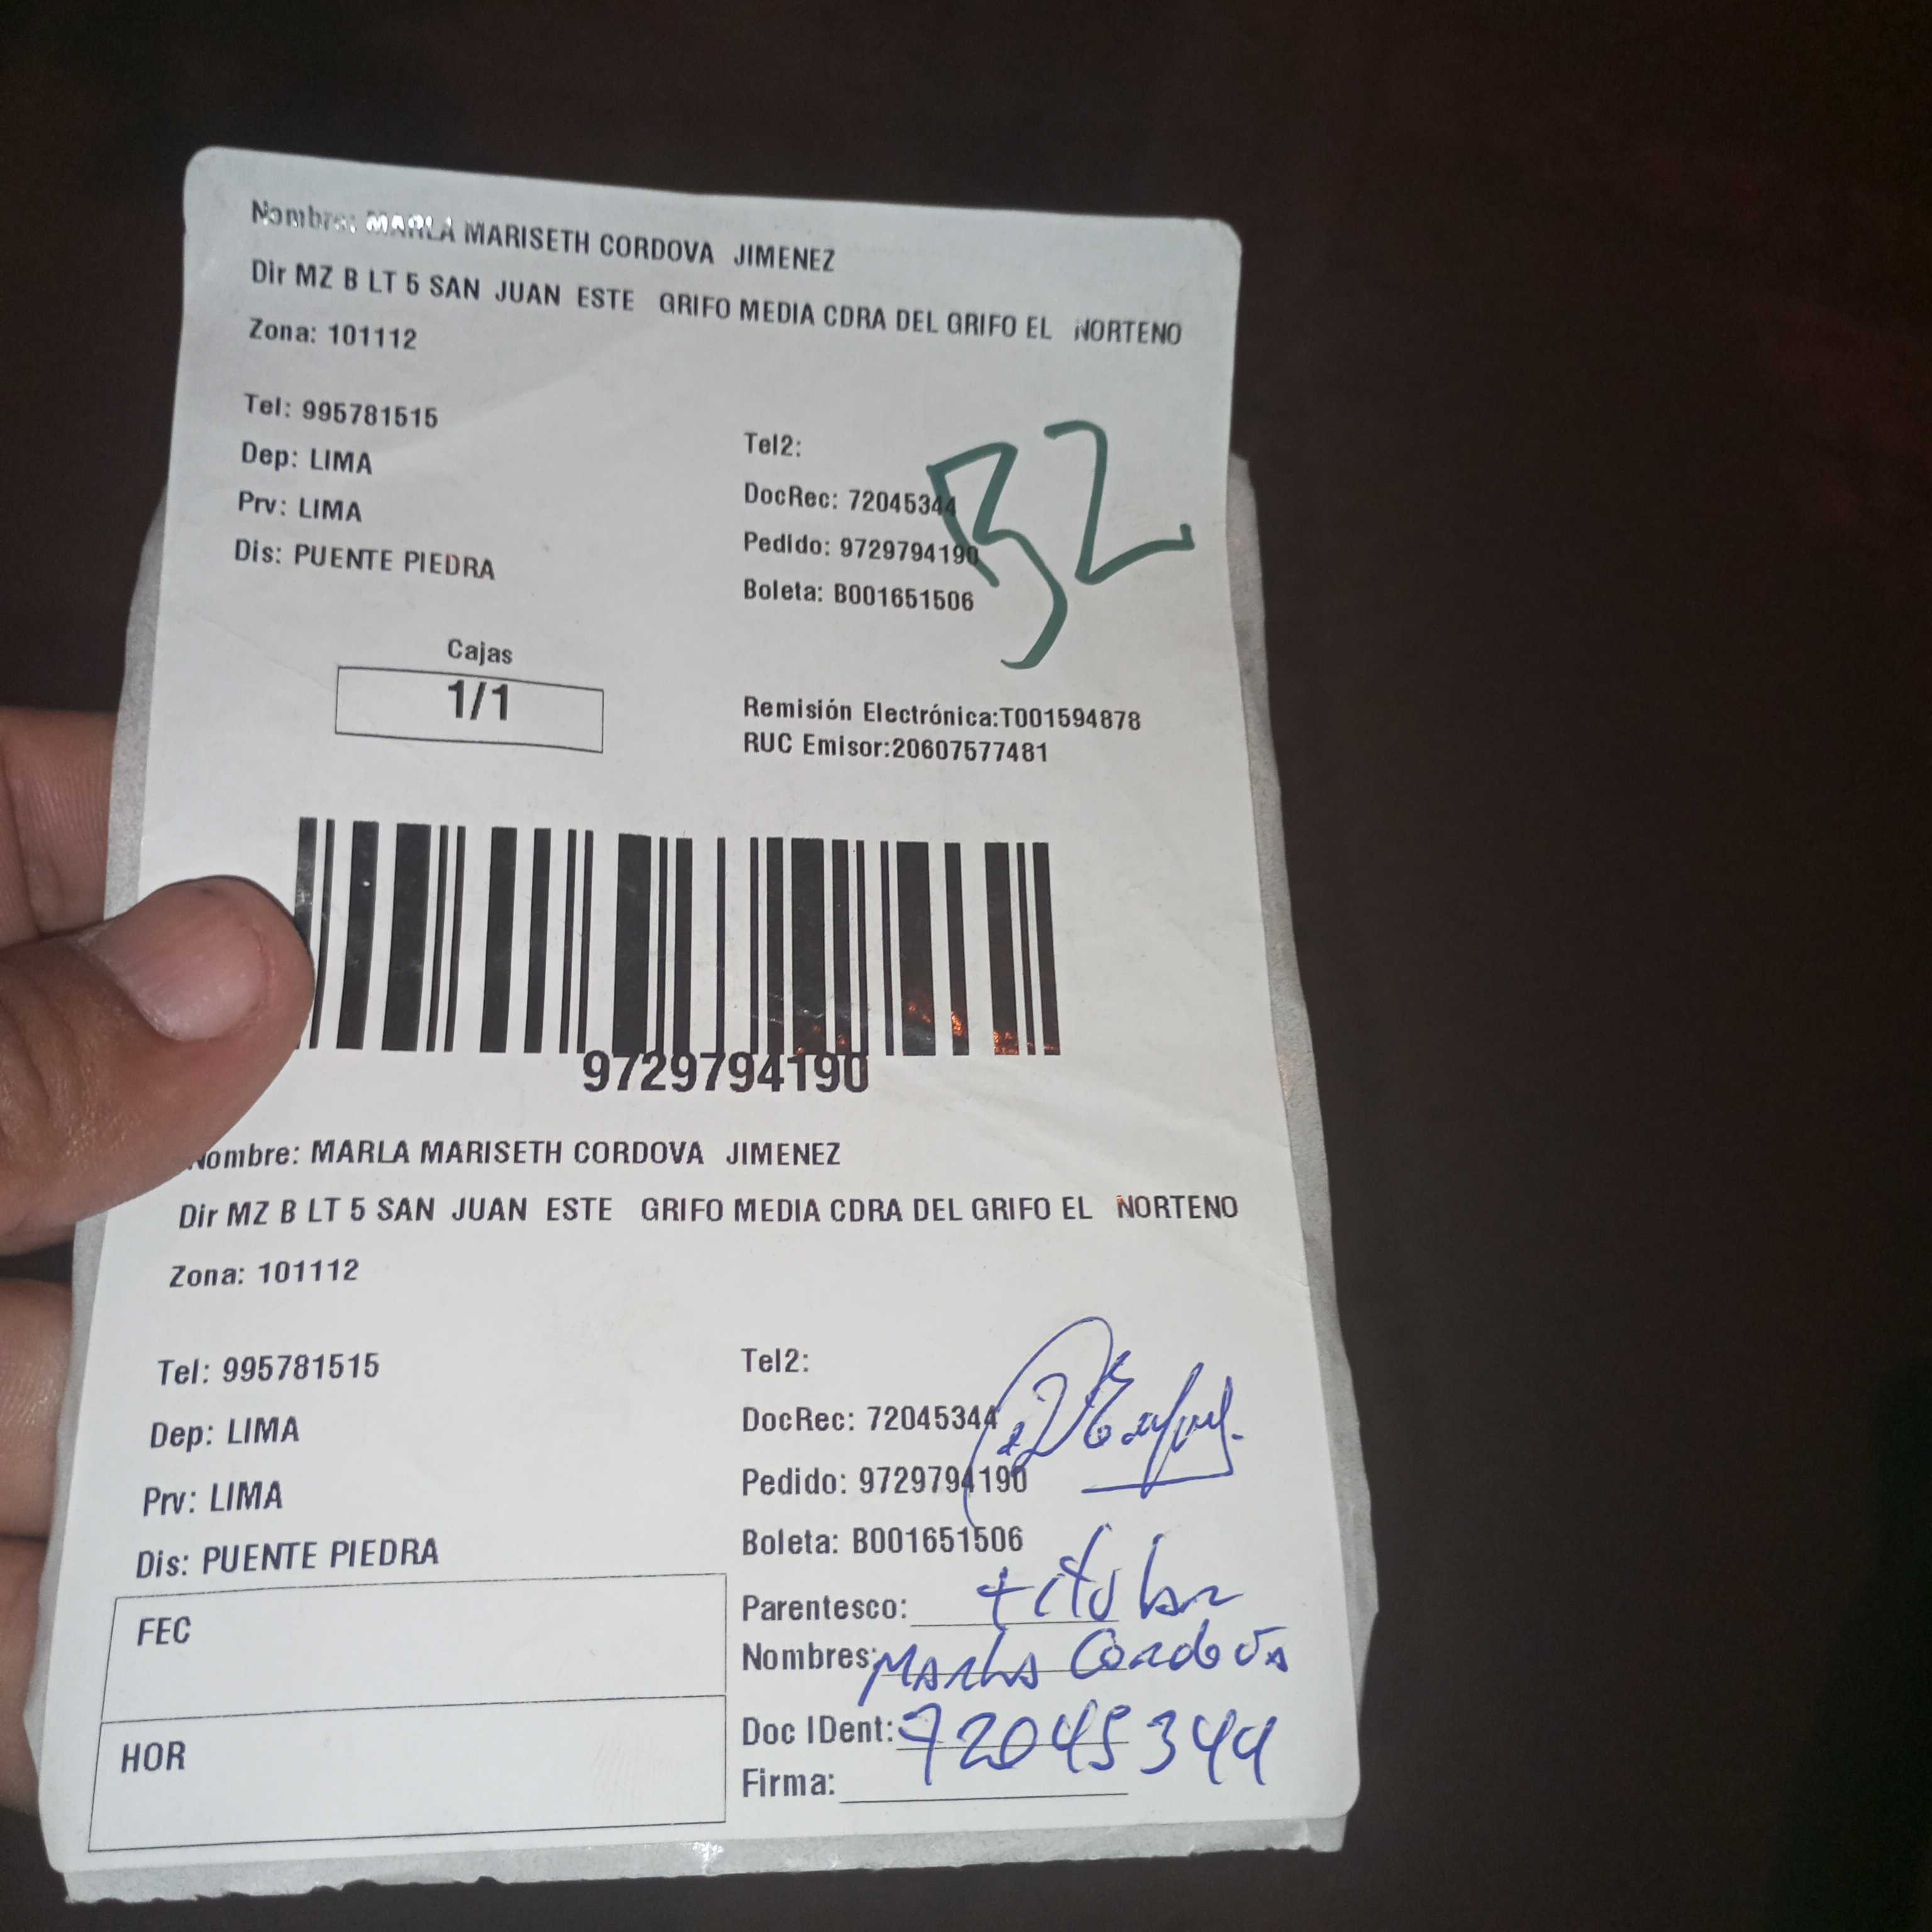 Nombre: MARLA MARISETH CORDOVA JIMENEZ
Dir MZ B LT 5 SAN JUAN ESTE GRIFO MEDIA CDRA DEL GRIFO EL NORTENO
Zona: 101112
Tel: 995781515
Tel2:
Dep: LIMA
DocRec: 72045344
Prv: LIMA
Pedido: 9729794190
Dis: PUENTE PIEDRA
Boleta: B001651506
32
Cajas
1/1
Remisión Electrónica:T001594878
RUC Emisor:20607577481
9729794190
Nombre: MARLA MARISETH CORDOVA JIMENEZ
Dir MZ B LT 5 SAN JUAN ESTE GRIFO MEDIA CDRA DEL GRIFO EL NORTENO
Zona: 101112
Tel: 995781515
Tel2:
Dep: LIMA
DocRec: 72045344
Prv: LIMA
Pedido: 9729794190
Dis: PUENTE PIEDRA
Boleta: B001651506
Parentesco: titular
FEC
Nombres: Marla Cordova
HOR
Doc IDent: 72045344
Firma: